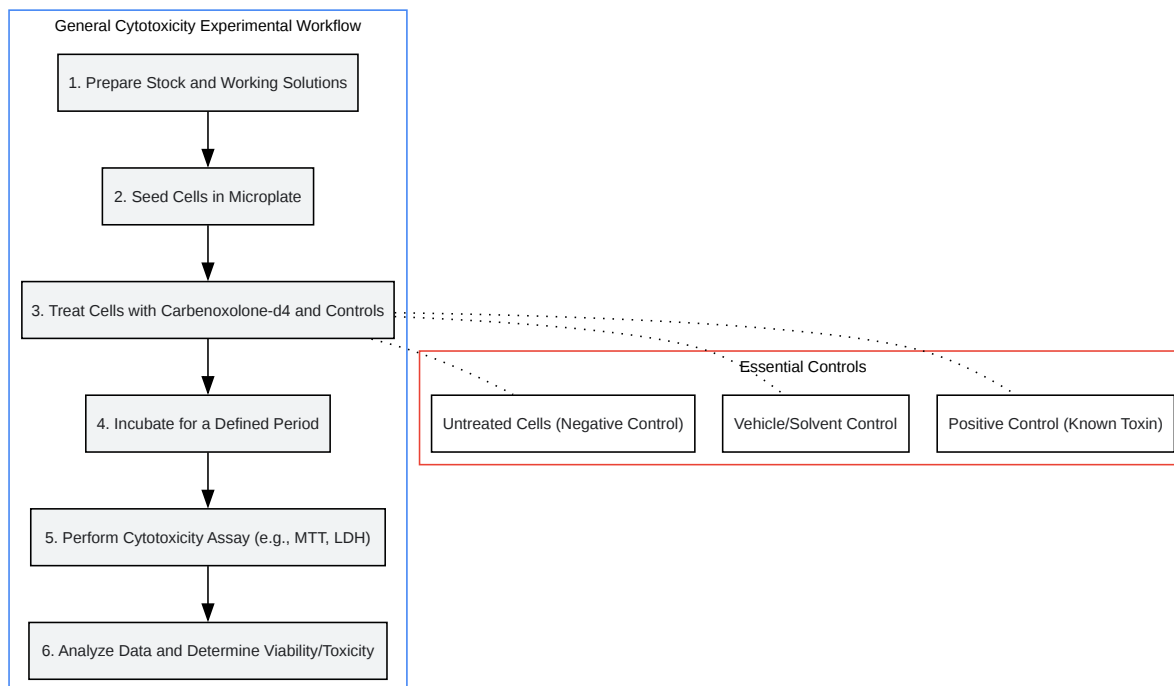 General Cytotoxicity Experimental Workflow
1. Prepare Stock and Working Solutions
2. Seed Cells in Microplate
3. Treat Cells with Carbenoxolone-d4 and Controls
Essential Controls
4. Incubate for a Defined Period
Untreated Cells (Negative Control)
Vehicle/Solvent Control
Positive Control (Known Toxin)
5. Perform Cytotoxicity Assay (e.g., MTT, LDH)
6. Analyze Data and Determine Viability/Toxicity